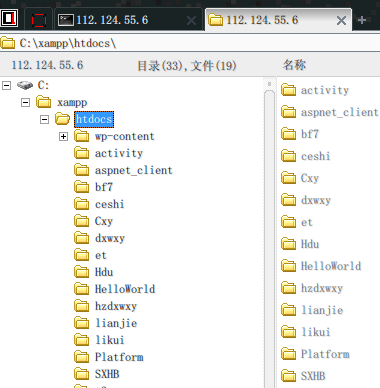 112.124.55.6
112.124.55.6
C:\xampp\htdocs\
112.124.55.6 目录(33),文件(19)
名称
C:
xampp
htdocs
wp-content
activity
aspnet_client
bf7
ceshi
Cxy
dxwxy
et
Hdu
HelloWorld
hzdxwxy
lianjie
likui
Platform
SXHB
activity
aspnet_client
bf7
ceshi
Cxy
dxwxy
et
Hdu
HelloWorld
hzdxwxy
lianjie
likui
Platform
SXHB